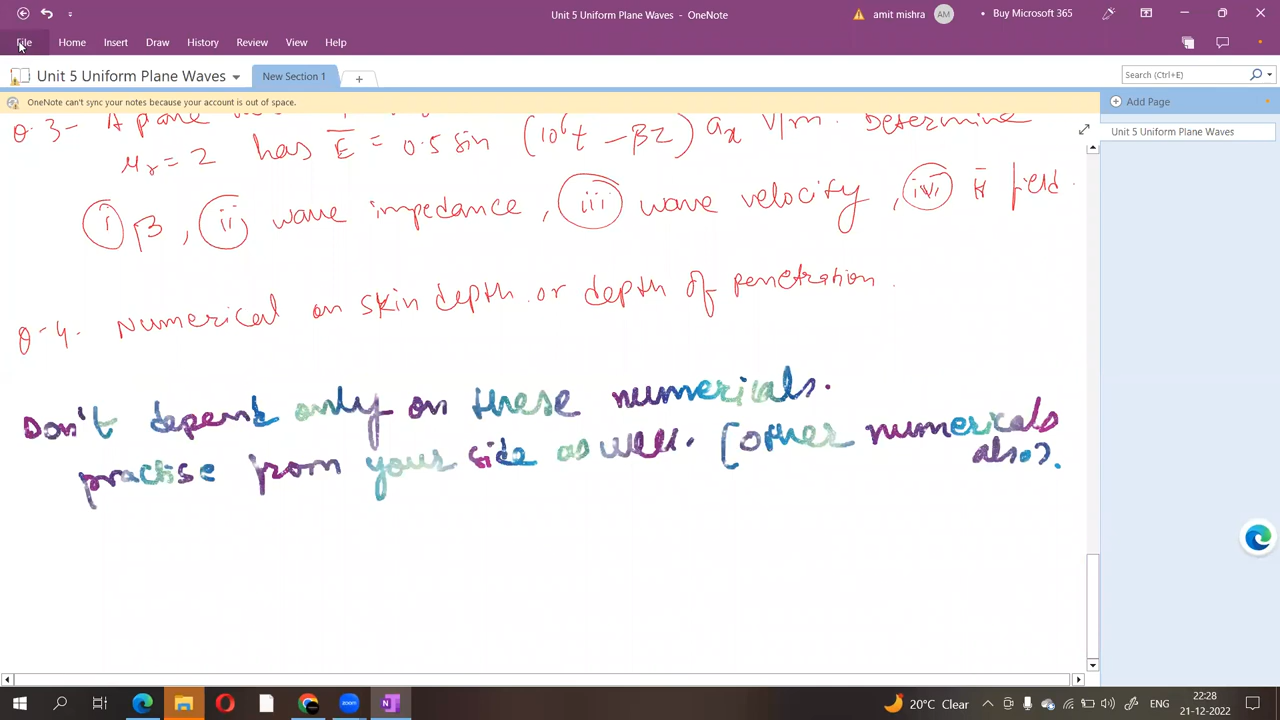 Unit 5 Uniform Plane Waves - OneNote
amit mishra
AM
Buy Microsoft 365
File Home Insert Draw History Review View Help
Unit 5 Uniform Plane Waves
New Section 1
Search (Ctrl+E)
OneNote can't sync your notes because your account is out of space.
Add Page
Unit 5 Uniform Plane Waves
Q.3- A plane V/m. Determine
μr = 2 has E̅ = 0.5 sin (10⁶t - βz) ax
(i) β, (ii) wave impedance, (iii) wave velocity, (iv) H̅ field.
Q-4. Numerical on skin depth or depth of penetration.
Don't depend only on these numericals.
practise from your side as well. [other numericals
also].
20°C Clear
ENG
22:28
21-12-2022